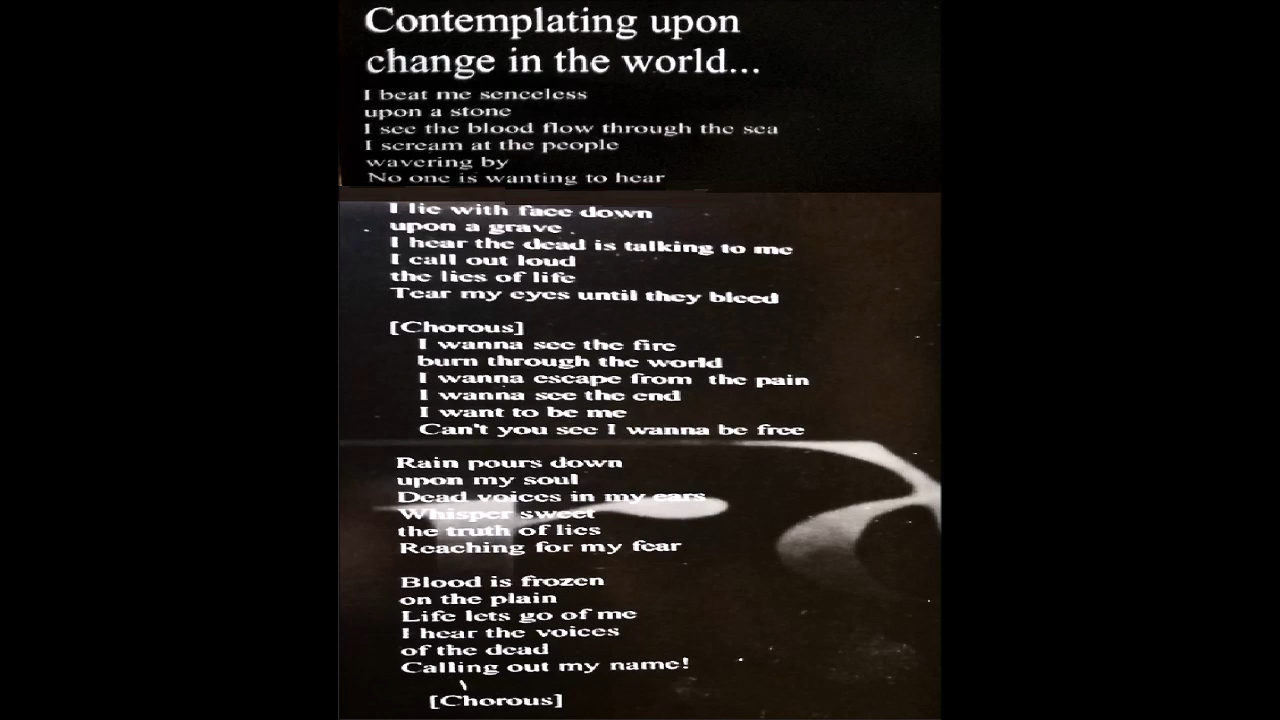 Contemplating upon
change in the world...
I beat me senceless
upon a stone
I see the blood flow through the sea
I scream at the people
wavering by
No one is wanting to hear
I lie with face down
upon a grave
I hear the dead is talking to me
I call out loud
the lies of life
Tear my eyes until they bleed
[Chorous]
I wanna see the fire
burn through the world
I wanna escape from the pain
I wanna see the end
I want to be me
Can't you see I wanna be free
Rain pours down
upon my soul
Dead voices in my ears
Whisper sweet
the truth of lies
Reaching for my fear
Blood is frozen
on the plain
Life lets go of me
I hear the voices
of the dead
Calling out my name!
[Chorous]